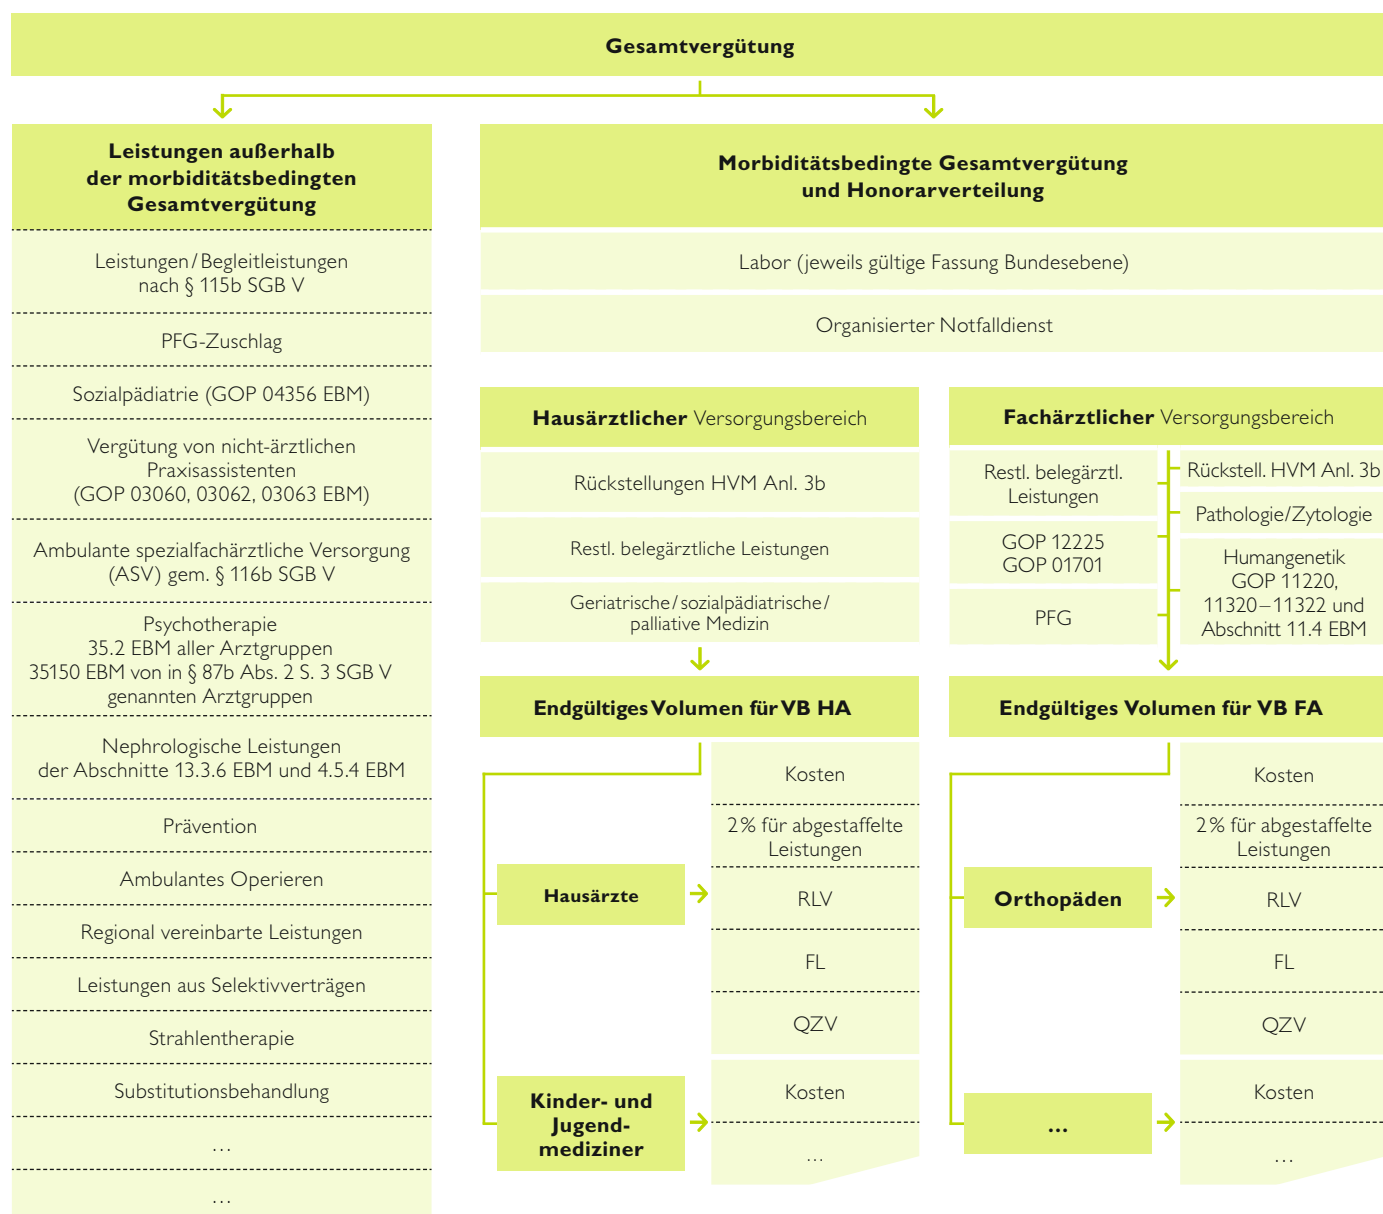 Gesamtvergütung
Leistungen außerhalb
der morbiditätsbedingten
Gesamtvergütung
Leistungen/Begleitleistungen
nach § 115b SGB V
PFG-Zuschlag
Sozialpädiatrie (GOP 04356 EBM)
Vergütung von nicht-ärztlichen
Praxisassistenten
(GOP 03060, 03062, 03063 EBM)
Ambulante spezialfachärztliche Versorgung
(ASV) gem. § 116b SGB V
Psychotherapie
35.2 EBM aller Arztgruppen
35150 EBM von in § 87b Abs. 2 S. 3 SGB V
genannten Arztgruppen
Nephrologische Leistungen
der Abschnitte 13.3.6 EBM und 4.5.4 EBM
Prävention
Ambulantes Operieren
Regional vereinbarte Leistungen
Leistungen aus Selektivverträgen
Strahlentherapie
Substitutionsbehandlung
…
…
Morbiditätsbedingte Gesamtvergütung
und Honorarverteilung
Labor (jeweils gültige Fassung Bundesebene)
Organisierter Notfalldienst
Hausärztlicher Versorgungsbereich
Rückstellungen HVM Anl. 3b
Restl. belegärztliche Leistungen
Geriatrische/sozialpädiatrische/
palliative Medizin
Endgültiges Volumen für VB HA
Kosten
2% für abgestaffelte
Leistungen
Hausärzte
RLV
FL
QZV
Kinder- und
Jugend-
mediziner
Kosten
…
Fachärztlicher Versorgungsbereich
Restl. belegärztl.
Leistungen
GOP 12225
GOP 01701
PFG
Rückstell. HVM Anl. 3b
Pathologie/Zytologie
Humangenetik
GOP 11220,
11320–11322 und
Abschnitt 11.4 EBM
Endgültiges Volumen für VB FA
Kosten
2% für abgestaffelte
Leistungen
Orthopäden
RLV
FL
QZV
…
Kosten
…